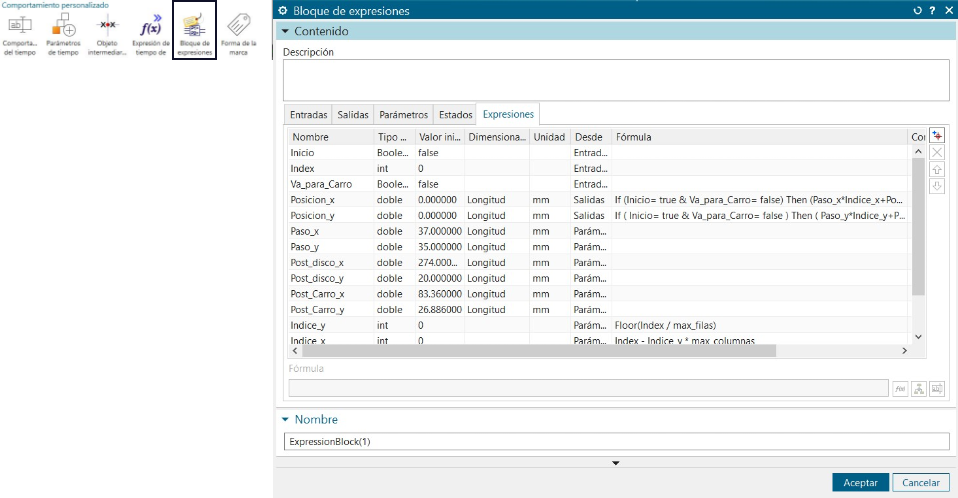 Comportamiento personalizado
Comporta... del tiempo
Parámetros de tiempo
Objeto intermediar...
Expresión de tiempo de
Bloque de expresiones
Forma de la marca
Bloque de expresiones
Contenido
Descripción
Entradas Salidas Parámetros Estados Expresiones
Nombre Tipo ... Valor ini... Dimensiona... Unidad Desde Fórmula Cor
Inicio Boole... false Entrad...
Index int 0 Entrad...
Va_para_Carro Boole... false Entrad...
Posicion_x doble 0.000000 Longitud mm Salidas If (Inicio= true & Va_para_Carro= false) Then (Paso_x*Indice_x+Po...
Posicion_y doble 0.000000 Longitud mm Salidas If ( Inicio= true & Va_para_Carro= false ) Then ( Paso_y*Indice_y+P...
Paso_x doble 37.000000 Longitud mm Parám...
Paso_y doble 35.000000 Longitud mm Parám...
Post_disco_x doble 274.000... Longitud mm Parám...
Post_disco_y doble 20.000000 Longitud mm Parám...
Post_Carro_x doble 83.360000 Longitud mm Parám...
Post_Carro_y doble 26.886000 Longitud mm Parám...
Indice_y int 0 Parám... Floor(Index / max_filas)
Indice_x int 0 Parám... Index - Indice_y * max_columnas
Fórmula
Nombre
ExpressionBlock(1)
Aceptar Cancelar